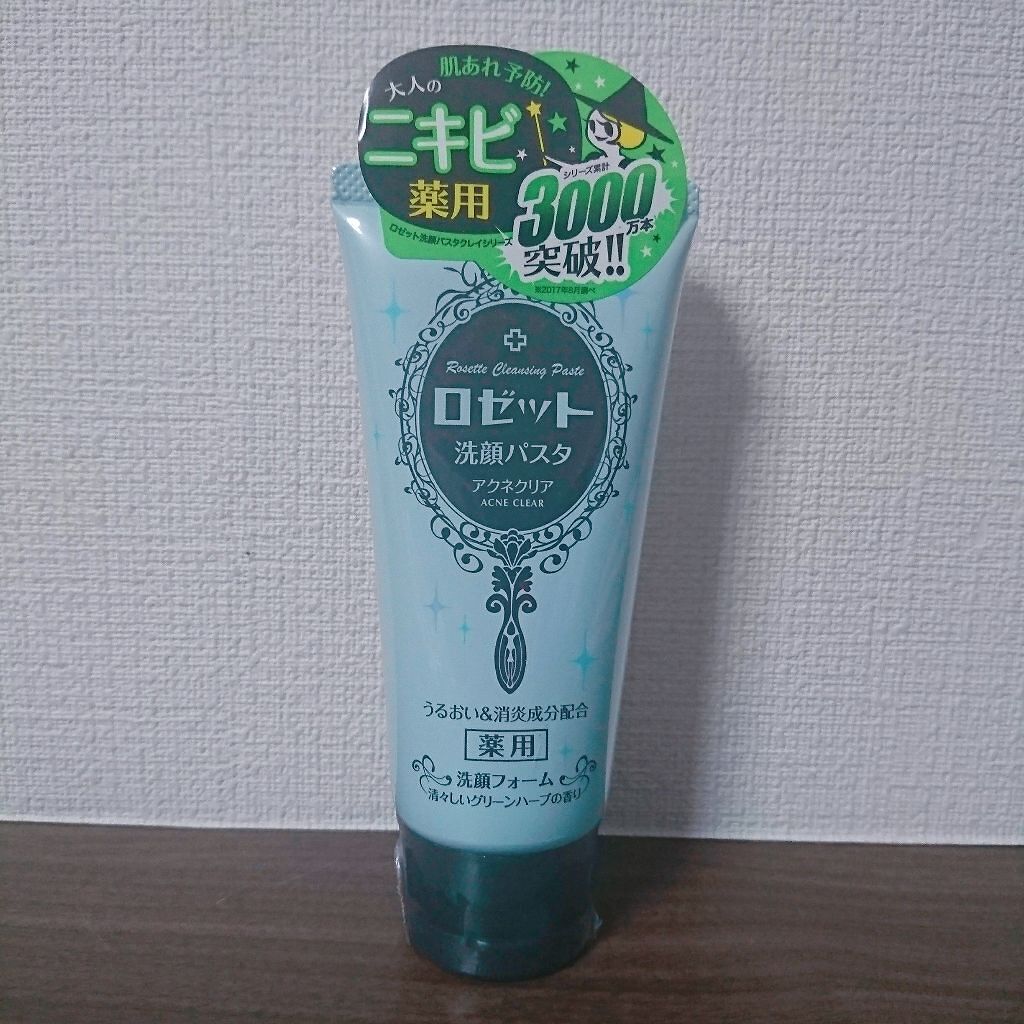 肌あれ予防!
大人の
ニキビ
薬用
シリーズ累計
3000万本
突破!!
ロゼット洗顔パスタクレイシリーズ
※2017年8月調べ
Rosette Cleansing Paste
ロゼット
洗顔パスタ
アクネクリア
ACNE CLEAR
うるおい&消炎成分配合
薬用
洗顔フォーム
清々しいグリーンハーブの香り